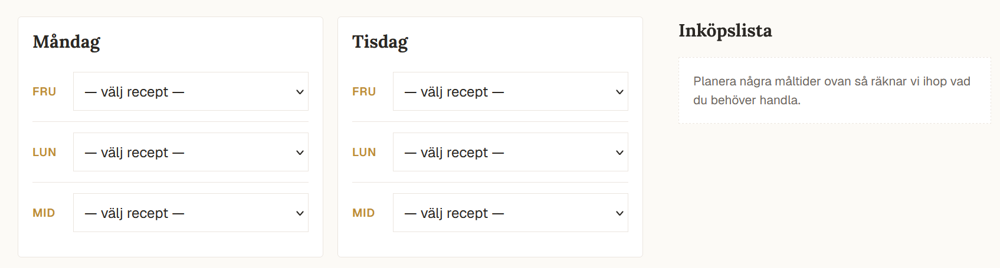 Måndag
FRU
— välj recept —
LUN
— välj recept —
MID
— välj recept —
Tisdag
FRU
— välj recept —
LUN
— välj recept —
MID
— välj recept —
Inköpslista
Planera några måltider ovan så räknar vi ihop vad
du behöver handla.